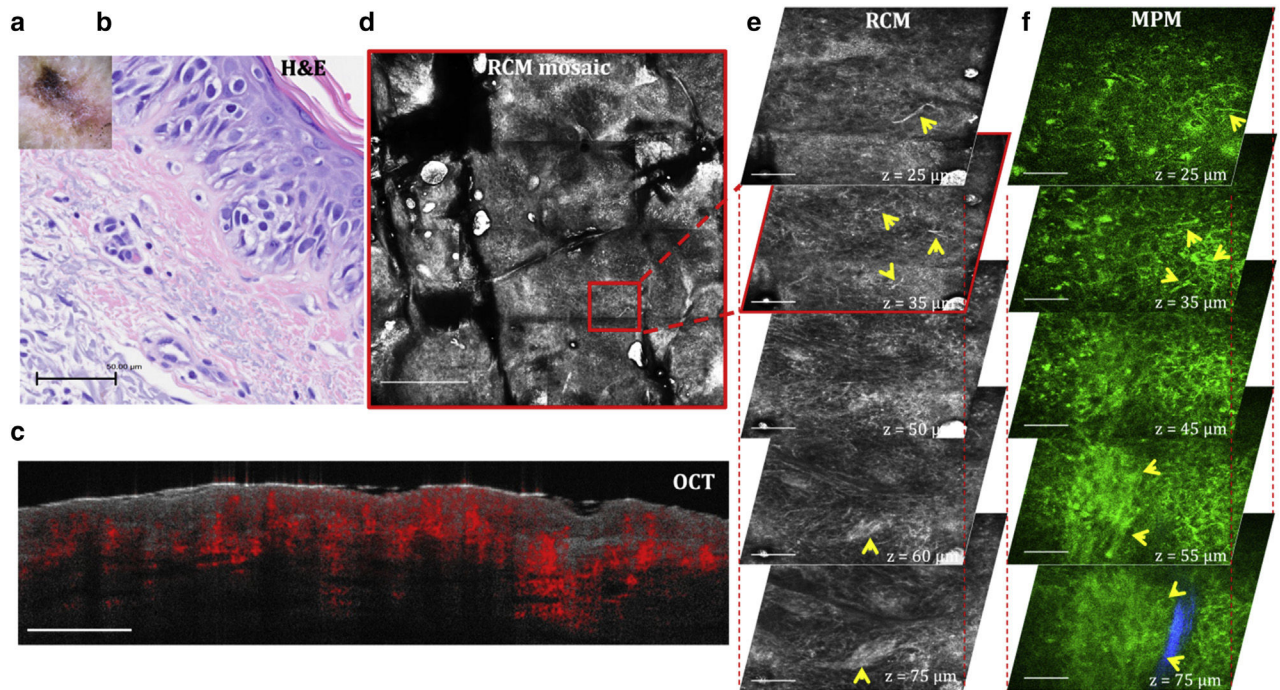 a
b
d
e
f
H&E
RCM mosaic
RCM
MPM
z = 25 μm
z = 25 μm
z = 35 μm
z = 35 μm
50.00 μm
z = 50 μm
z = 45 μm
c
OCT
z = 60 μm
z = 55 μm
z = 75 μm
z = 75 μm